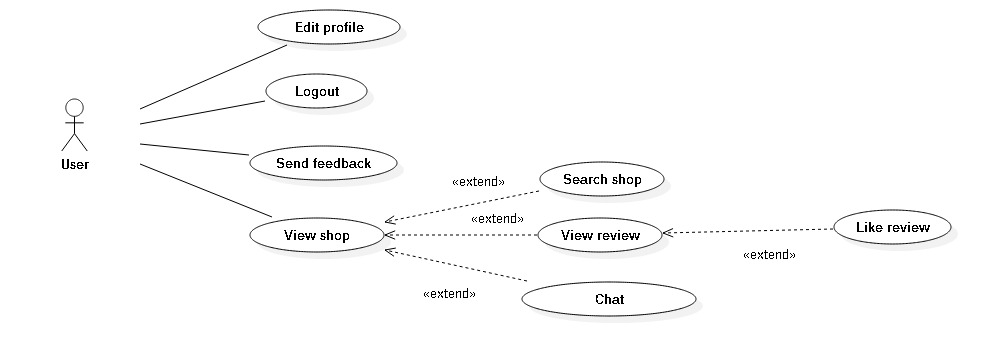 Edit profile
Logout
User
Send feedback
Search shop
«extend»
«extend»
View shop
View review
Like review
«extend»
«extend»
Chat